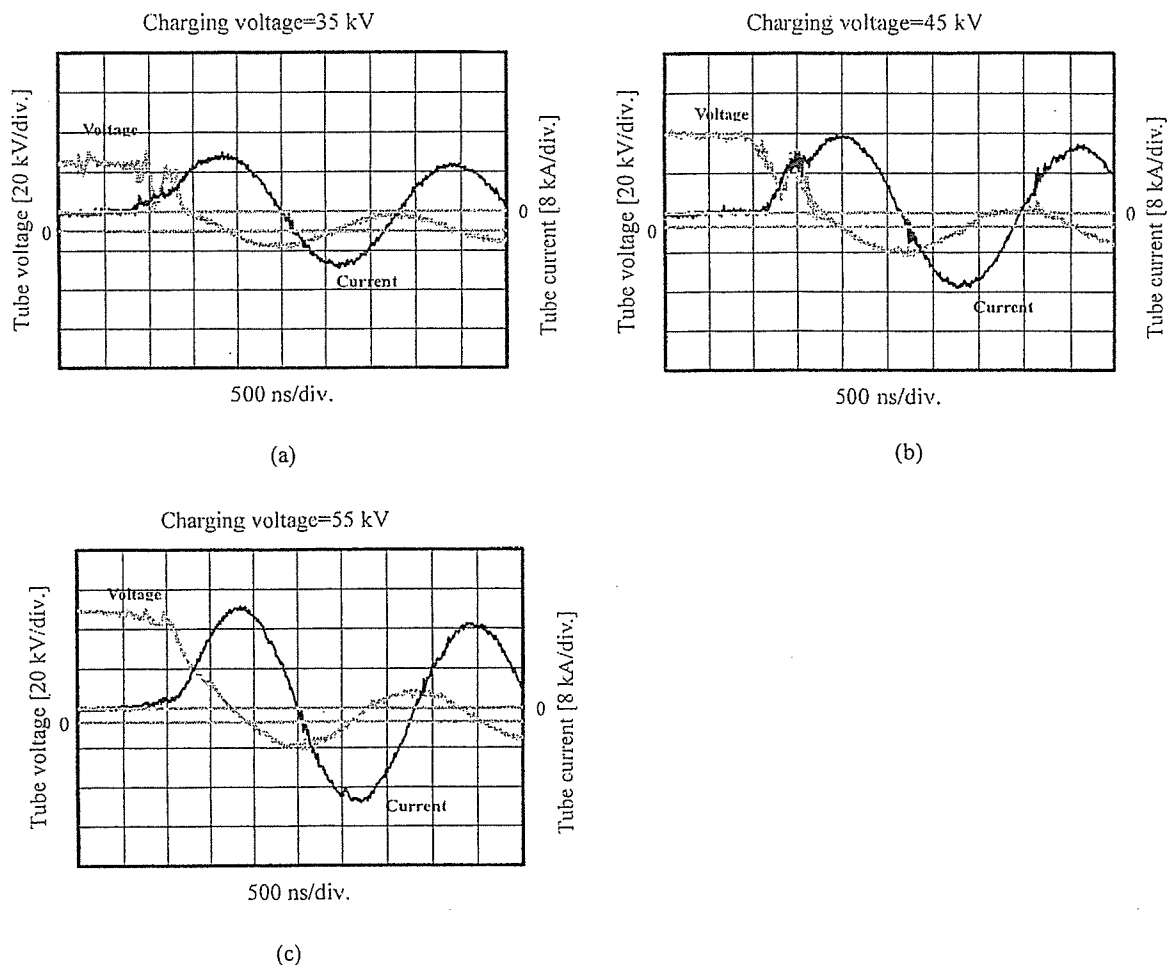 Charging voltage=35 kV
Tube voltage [20 kV/div.]
Voltage
0
Current
0
Tube current [8 kA/div.]
500 ns/div.
(a)
Charging voltage=45 kV
Tube voltage [20 kV/div.]
Voltage
0
Current
0
Tube current [8 kA/div.]
500 ns/div.
(b)
Charging voltage=55 kV
Tube voltage [20 kV/div.]
Voltage
0
Current
0
Tube current [8 kA/div.]
500 ns/div.
(c)